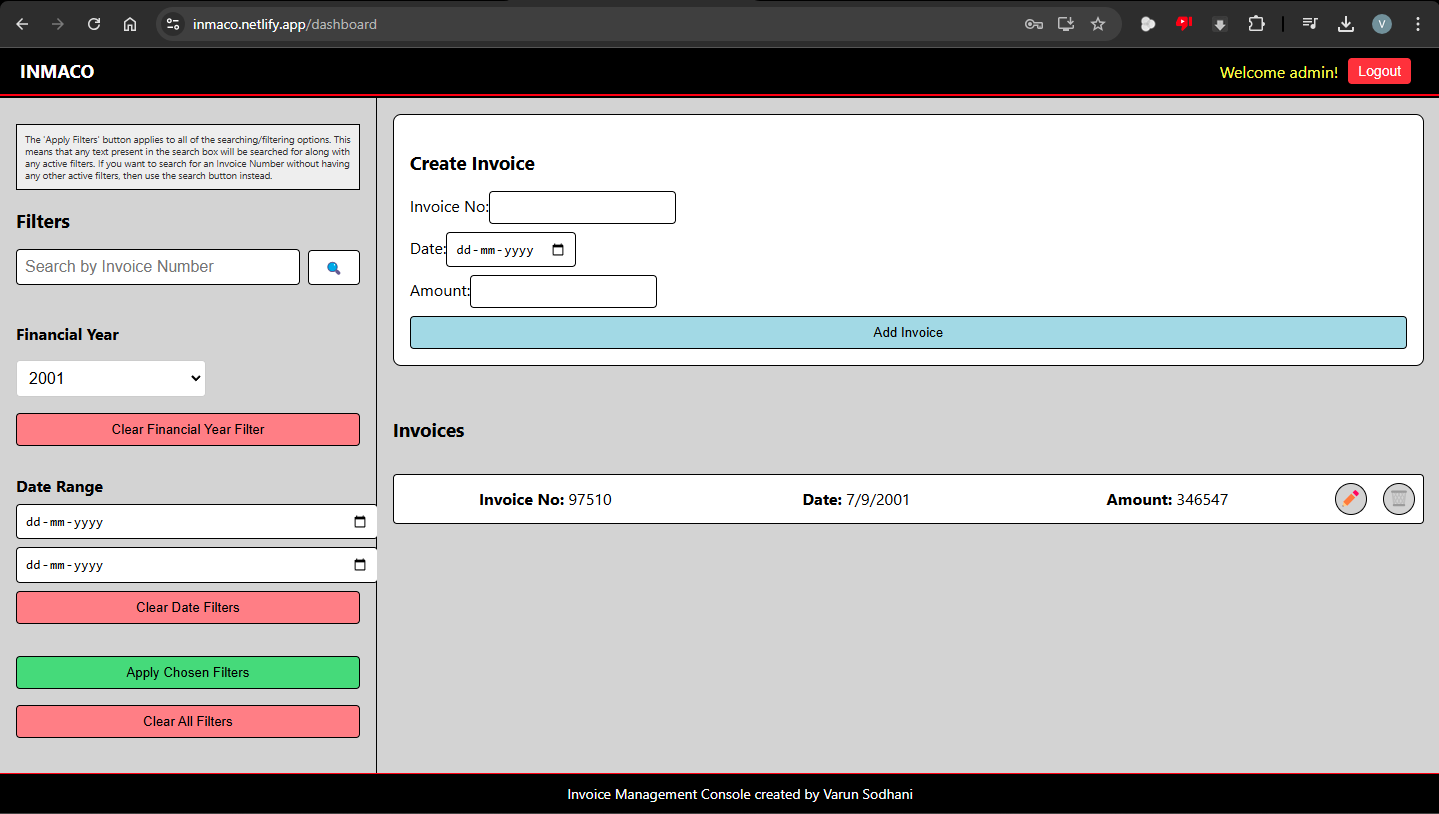 inmaco.netlify.app/dashboard
V
INMACO
Welcome admin!
Logout
The 'Apply Filters' button applies to all of the searching/filtering options. This
means that any text present in the search box will be searched for along with
any active filters. If you want to search for an Invoice Number without having
any other active filters, then use the search button instead.
Filters
Search by Invoice Number
Financial Year
2001
Clear Financial Year Filter
Date Range
dd-mm-yyyy
dd-mm-yyyy
Clear Date Filters
Apply Chosen Filters
Clear All Filters
Create Invoice
Invoice No:
Date: dd-mm-yyyy
Amount:
Add Invoice
Invoices
Invoice No: 97510 Date: 7/9/2001 Amount: 346547
Invoice Management Console created by Varun Sodhani